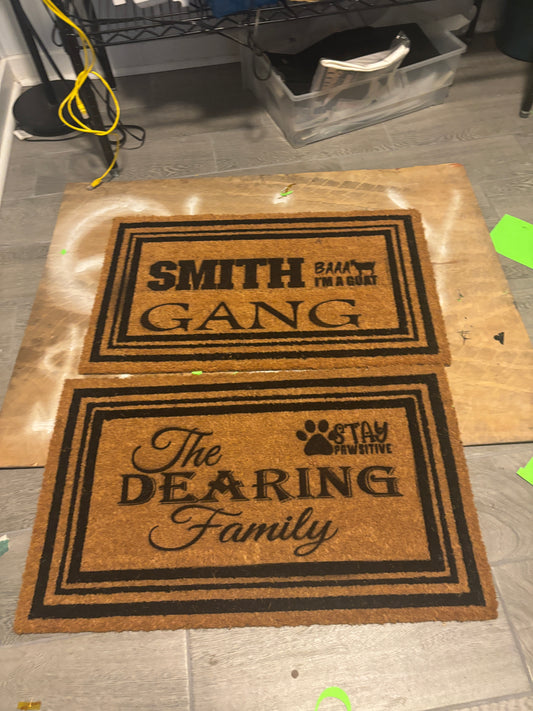 SMITH
BAAA
I'M A GOAT
GANG
The
STAY
PAWSITIVE
DEARING
Family